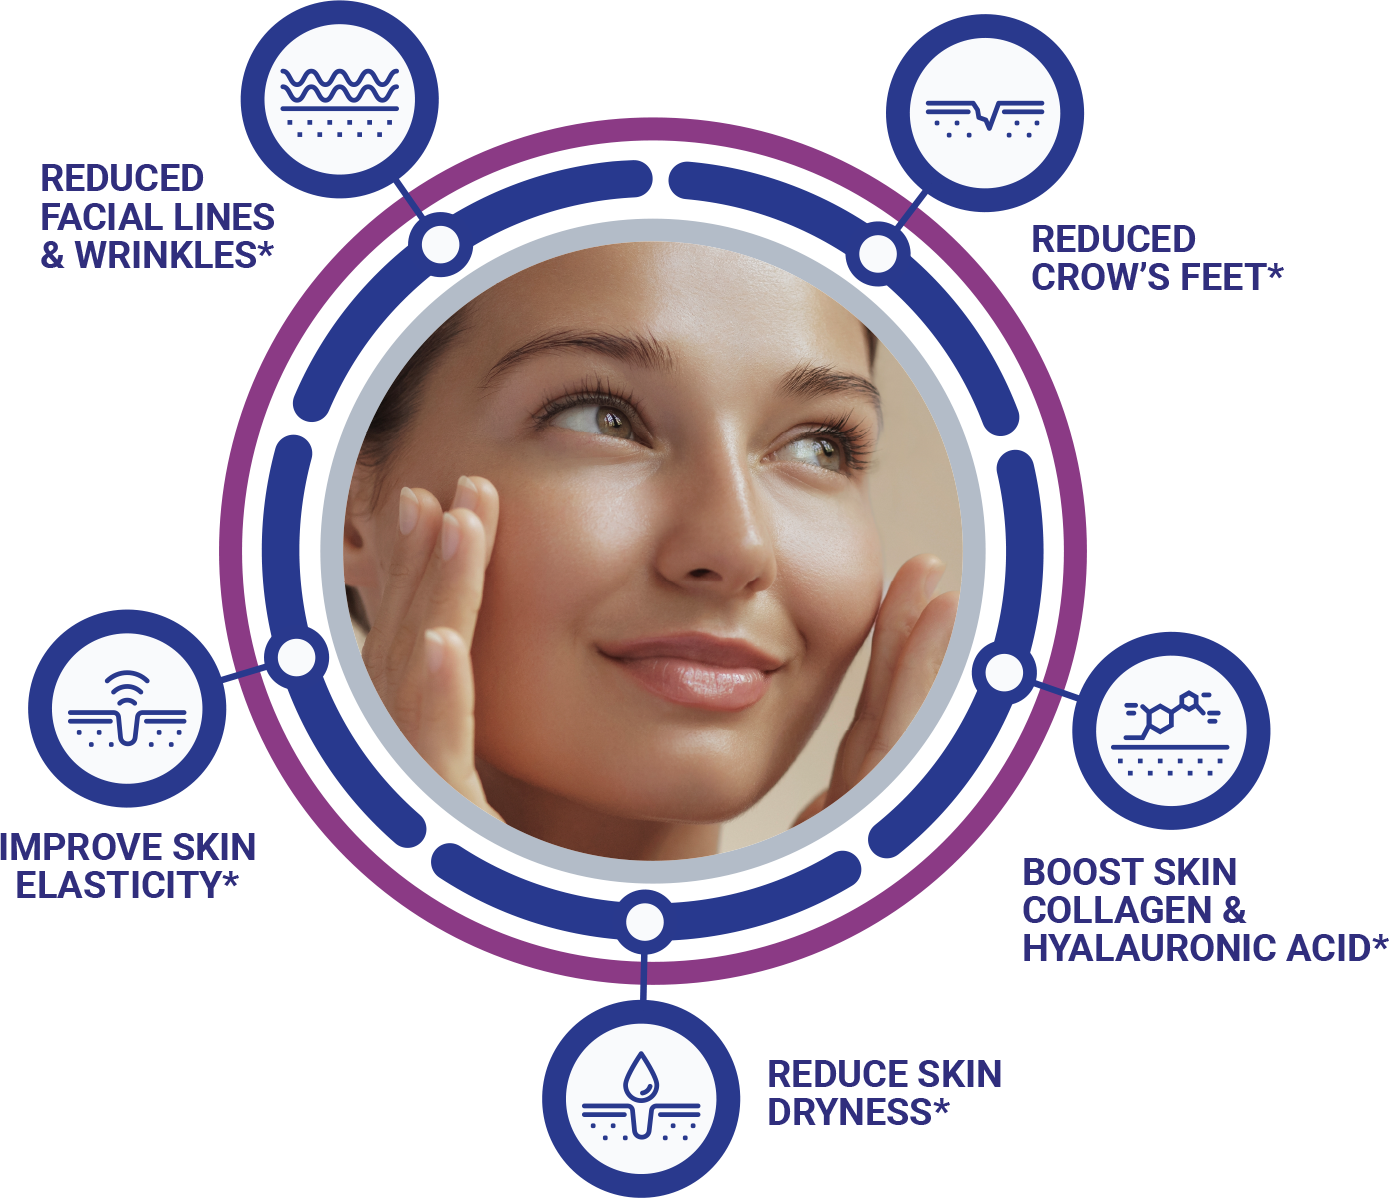 REDUCED
FACIAL LINES
& WRINKLES*
REDUCED
CROW’S FEET*
IMPROVE SKIN
ELASTICITY*
BOOST SKIN
COLLAGEN &
HYALAURONIC ACID*
REDUCE SKIN
DRYNESS*